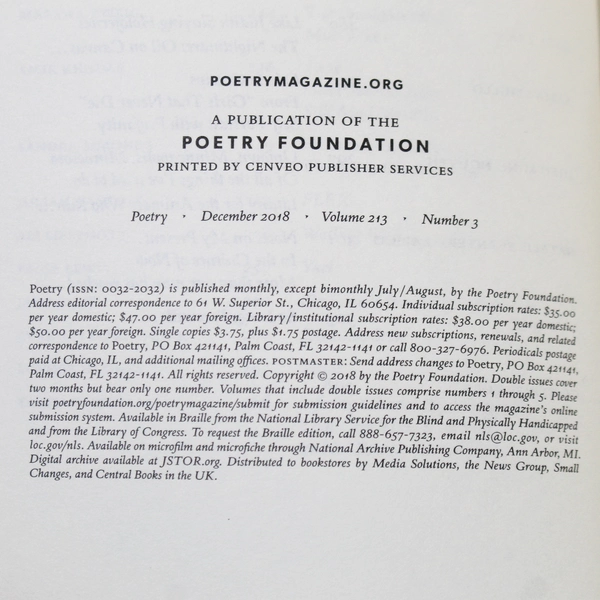 POETRYMAGAZINE.ORG
A PUBLICATION OF THE
POETRY FOUNDATION
PRINTED BY CENVEO PUBLISHER SERVICES
Poetry · December 2018 · Volume 213 · Number 3
Poetry (ISSN: 0032-2032) is published monthly, except bimonthly July/August, by the Poetry Foundation.
Address editorial correspondence to 61 W. Superior St., Chicago, IL 60654. Individual subscription rates: $35.00
per year domestic; $47.00 per year foreign. Library/institutional subscription rates: $38.00 per year domestic;
$50.00 per year foreign. Single copies $3.75, plus $1.75 postage. Address new subscriptions, renewals, and related
correspondence to Poetry, PO Box 42141, Palm Coast, FL 32142-1141 or call 800-327-6976. Periodicals postage
paid at Chicago, IL, and additional mailing offices. POSTMASTER: Send address changes to Poetry, PO Box 42141,
Palm Coast, FL 32142-1141. All rights reserved. Copyright © 2018 by the Poetry Foundation. Double issues cover
two months but bear only one number. Volumes that include double issues comprise numbers 1 through 5. Please
visit poetryfoundation.org/poetrymagazine/submit for submission guidelines and to access the magazine's online
submission system. Available in Braille from the National Library Service for the Blind and Physically Handicapped
and from the Library of Congress. To request the Braille edition, call 888-657-7323, email nls@loc.gov, or visit
loc.gov/nls. Available on microfilm and microfiche through National Archive Publishing Company, Ann Arbor, MI.
Digital archive available at JSTOR.org. Distributed to bookstores by Media Solutions, the News Group, Small
Changes, and Central Books in the UK.